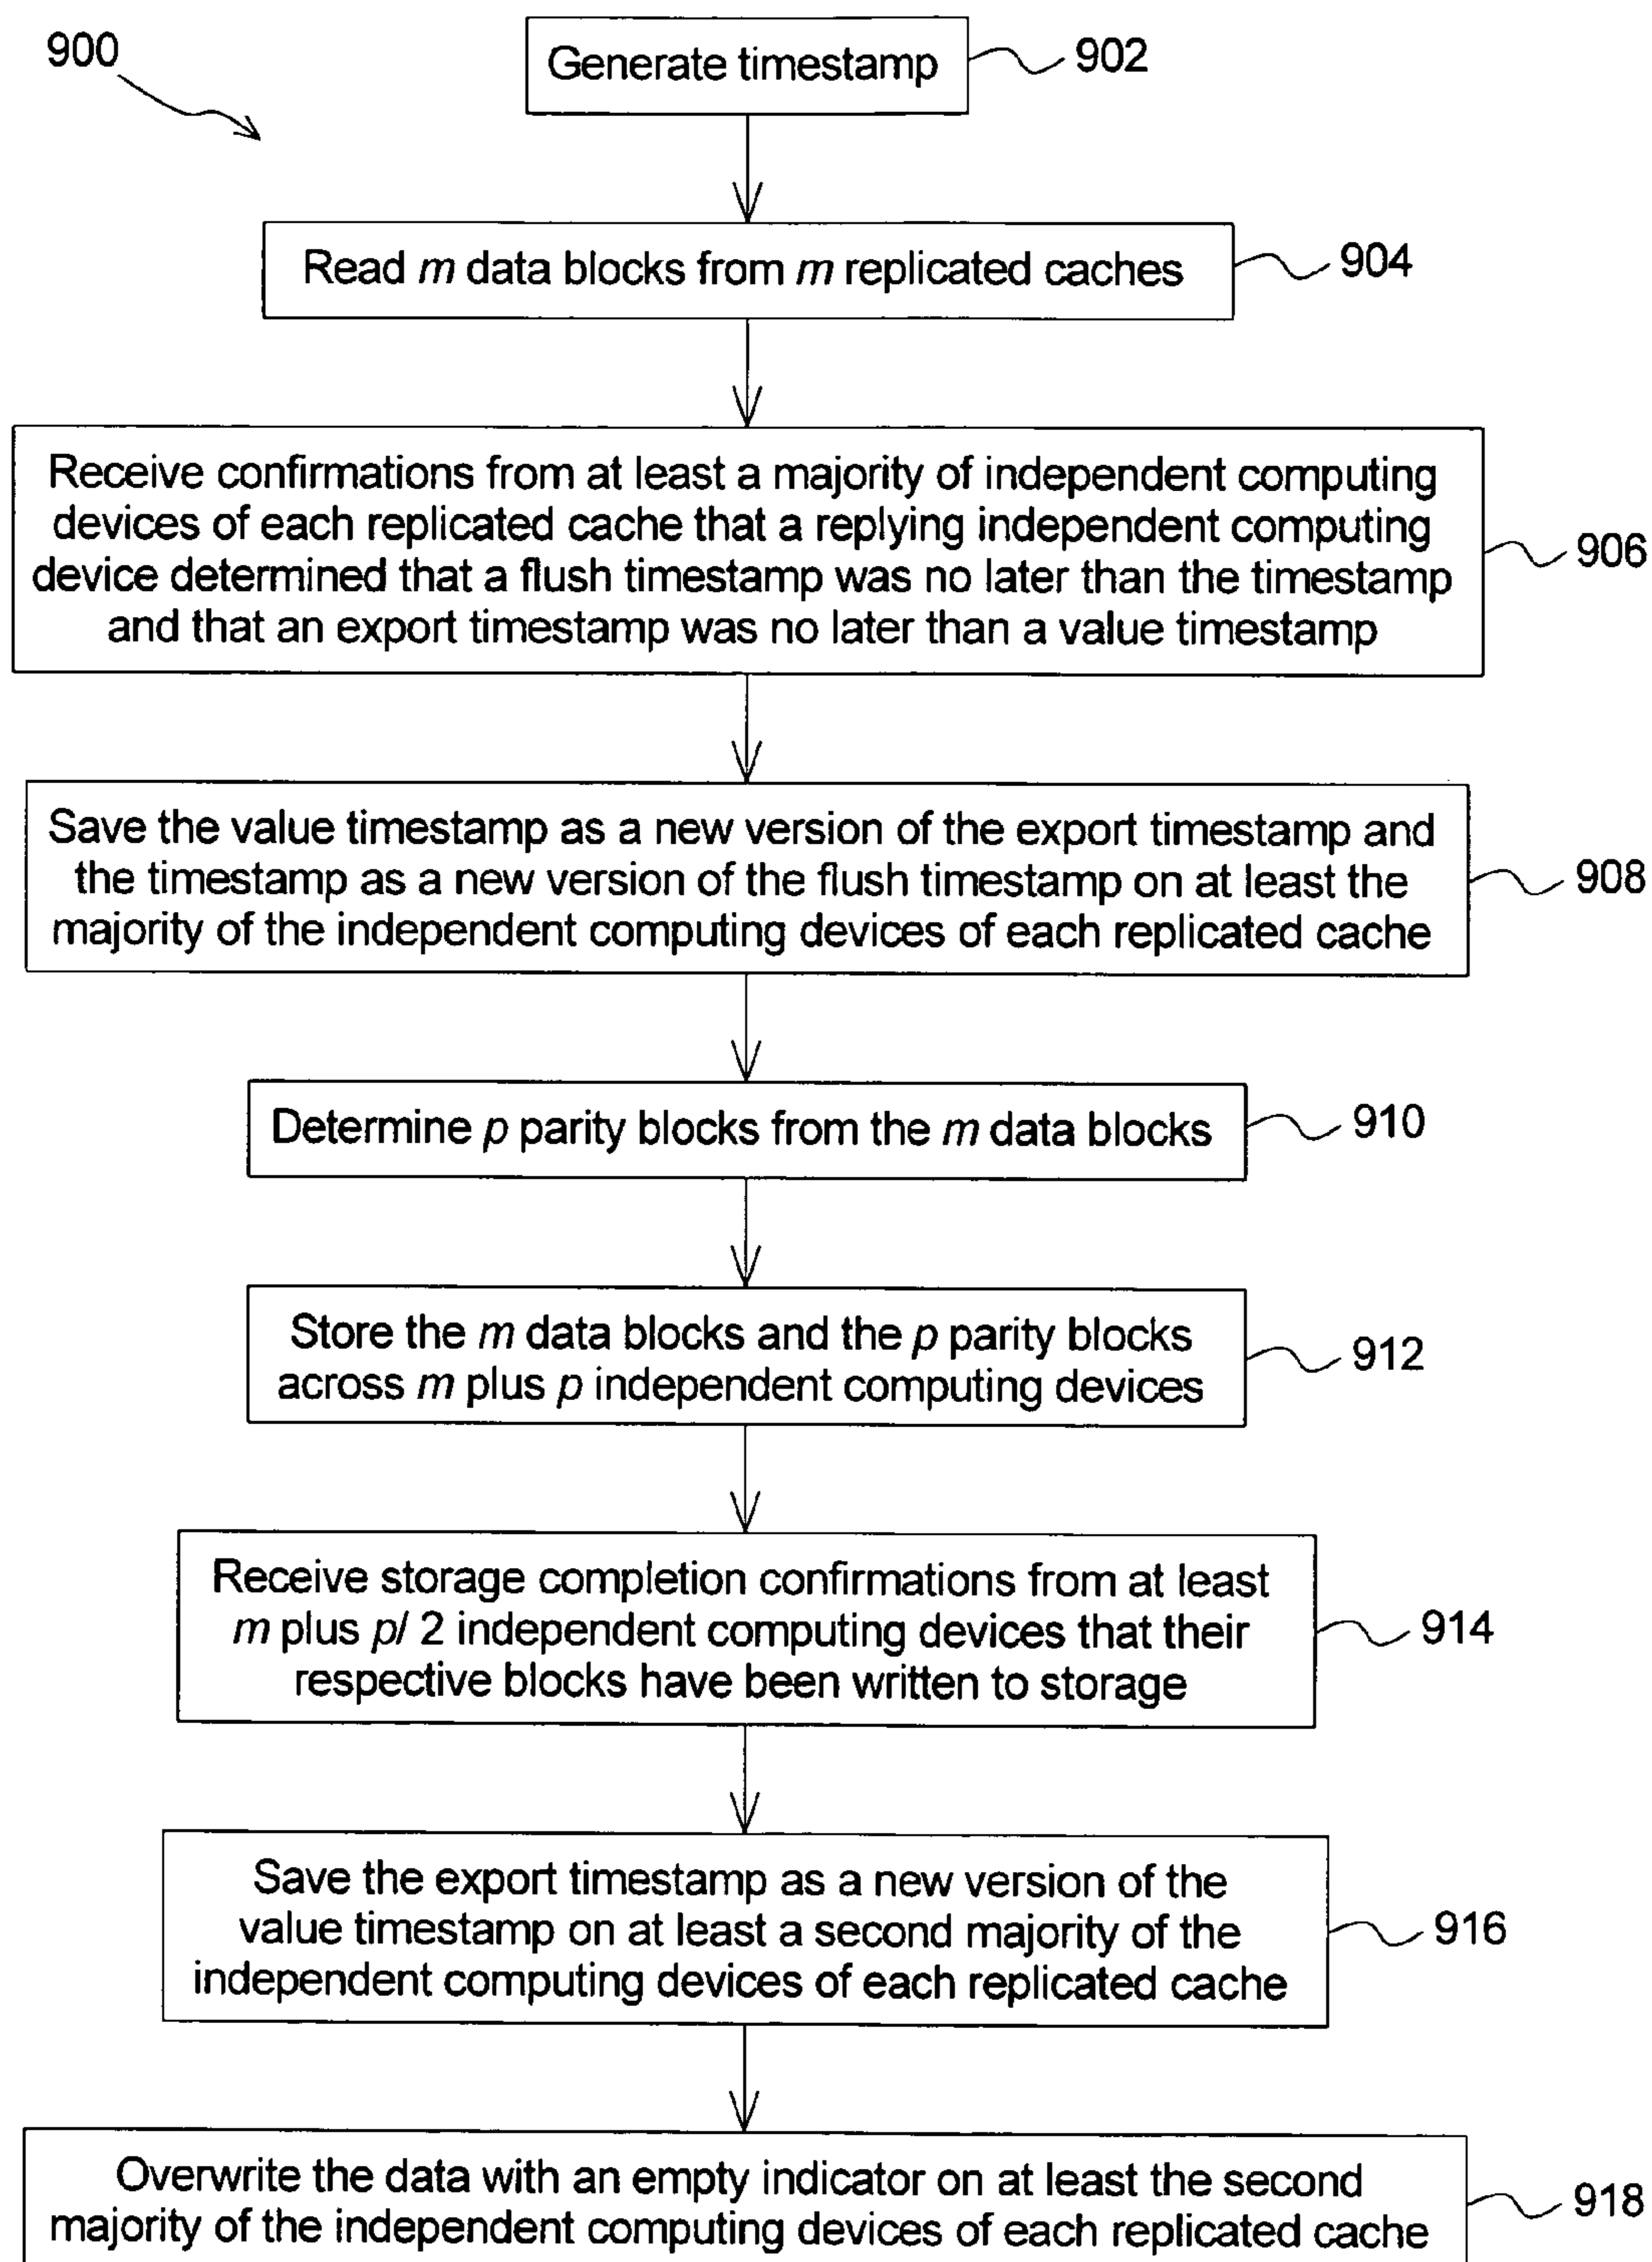 900
Generate timestamp
902
Read m data blocks from m replicated caches
904
Receive confirmations from at least a majority of independent computing
devices of each replicated cache that a replying independent computing
device determined that a flush timestamp was no later than the timestamp
and that an export timestamp was no later than a value timestamp
906
Save the value timestamp as a new version of the export timestamp and
the timestamp as a new version of the flush timestamp on at least the
majority of the independent computing devices of each replicated cache
908
Determine p parity blocks from the m data blocks
910
Store the m data blocks and the p parity blocks
across m plus p independent computing devices
912
Receive storage completion confirmations from at least
m plus p/ 2 independent computing devices that their
respective blocks have been written to storage
914
Save the export timestamp as a new version of the
value timestamp on at least a second majority of the
independent computing devices of each replicated cache
916
Overwrite the data with an empty indicator on at least the second
majority of the independent computing devices of each replicated cache
918